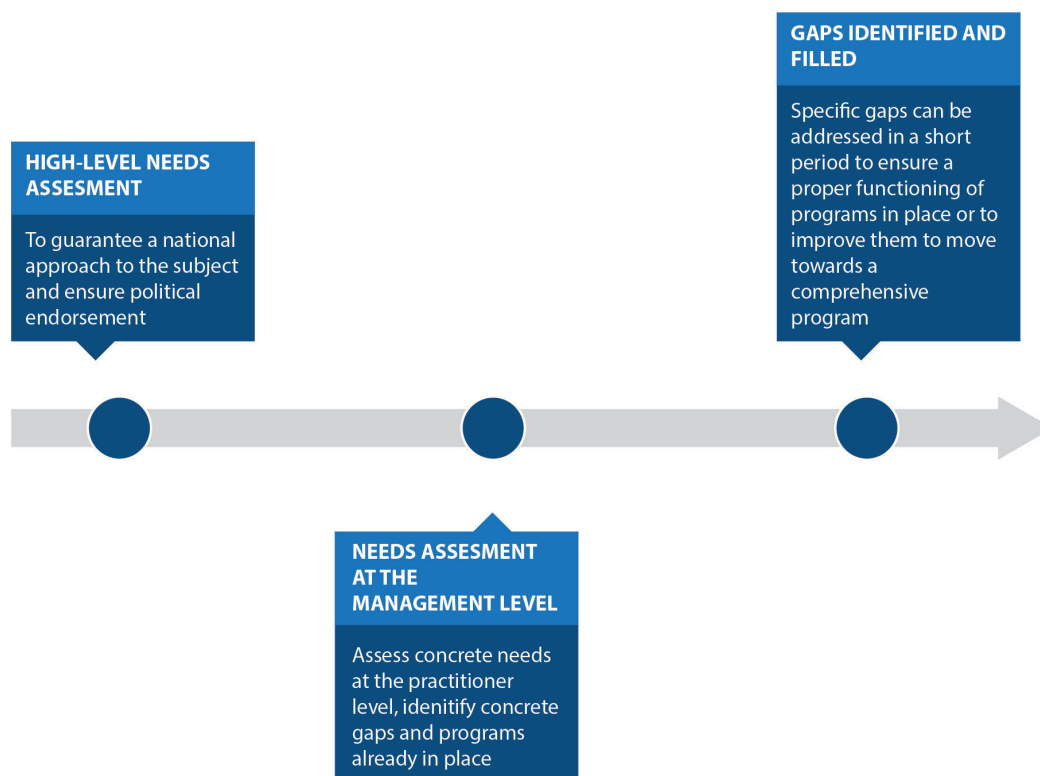 HIGH-LEVEL NEEDS
ASSESMENT
To guarantee a national
approach to the subject
and ensure political
endorsement
NEEDS ASSESMENT
AT THE
MANAGEMENT LEVEL
Assess concrete needs
at the practitioner
level, idenitify concrete
gaps and programs
already in place
GAPS IDENTIFIED AND
FILLED
Specific gaps can be
addressed in a short
period to ensure a
proper functioning of
programs in place or to
improve them to move
towards a
comprehensive
program